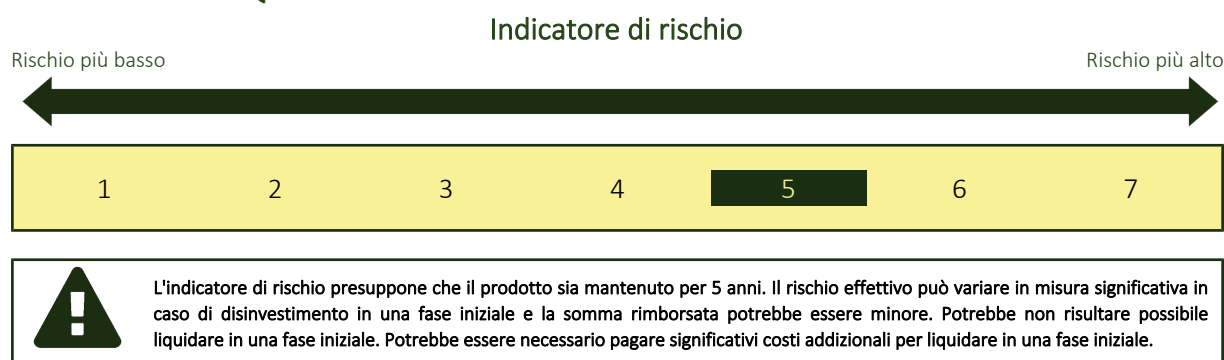 Indicatore di rischio
Rischio più basso Rischio più alto
1 2 3 4 5 6 7
L'indicatore di rischio presuppone che il prodotto sia mantenuto per 5 anni. Il rischio effettivo può variare in misura significativa in
caso di disinvestimento in una fase iniziale e la somma rimborsata potrebbe essere minore. Potrebbe non risultare possibile
liquidare in una fase iniziale. Potrebbe essere necessario pagare significativi costi addizionali per liquidare in una fase iniziale.